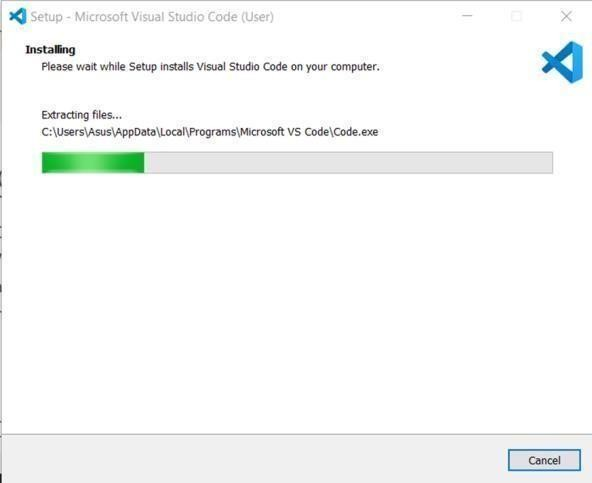 Setup - Microsoft Visual Studio Code (User)
Installing
Please wait while Setup installs Visual Studio Code on your computer.
Extracting files...
C:\Users\Asus\AppData\Local\Programs\Microsoft VS Code\Code.exe
Cancel